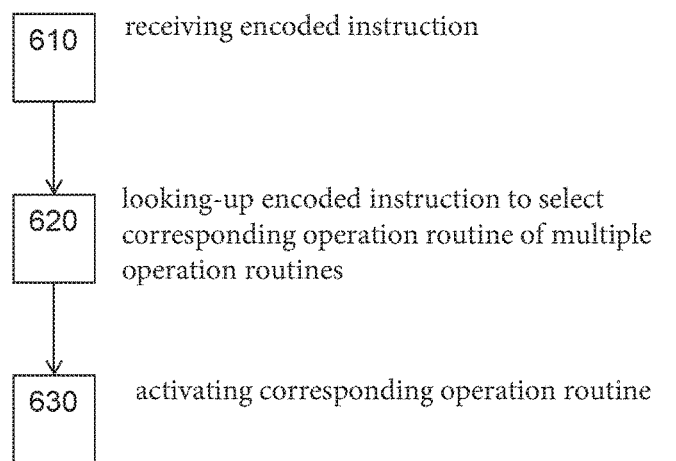 610
receiving encoded instruction
620
looking-up encoded instruction to select
corresponding operation routine of multiple
operation routines
630
activating corresponding operation routine